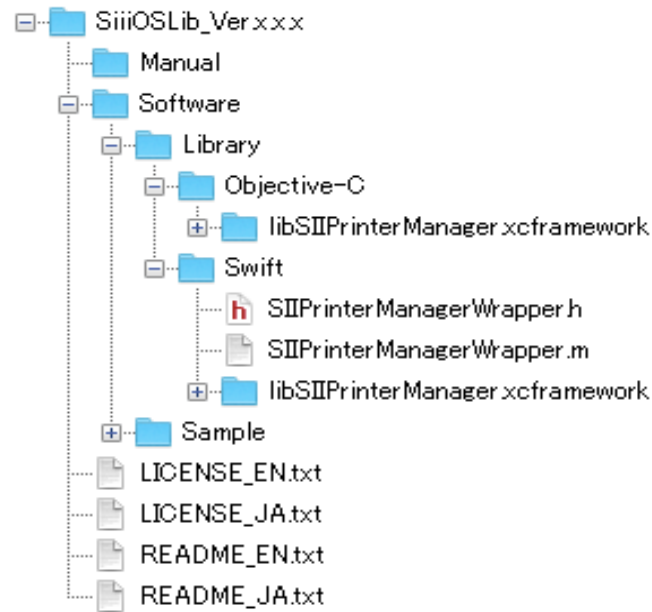 SiiiOSLib_Ver.x.x.x
Manual
Software
Library
Objective-C
libSIIPrinterManager.xcframework
Swift
h SIIPrinterManagerWrapper.h
SIIPrinterManagerWrapper.m
libSIIPrinterManager.xcframework
Sample
LICENSE_EN.txt
LICENSE_JA.txt
README_EN.txt
README_JA.txt